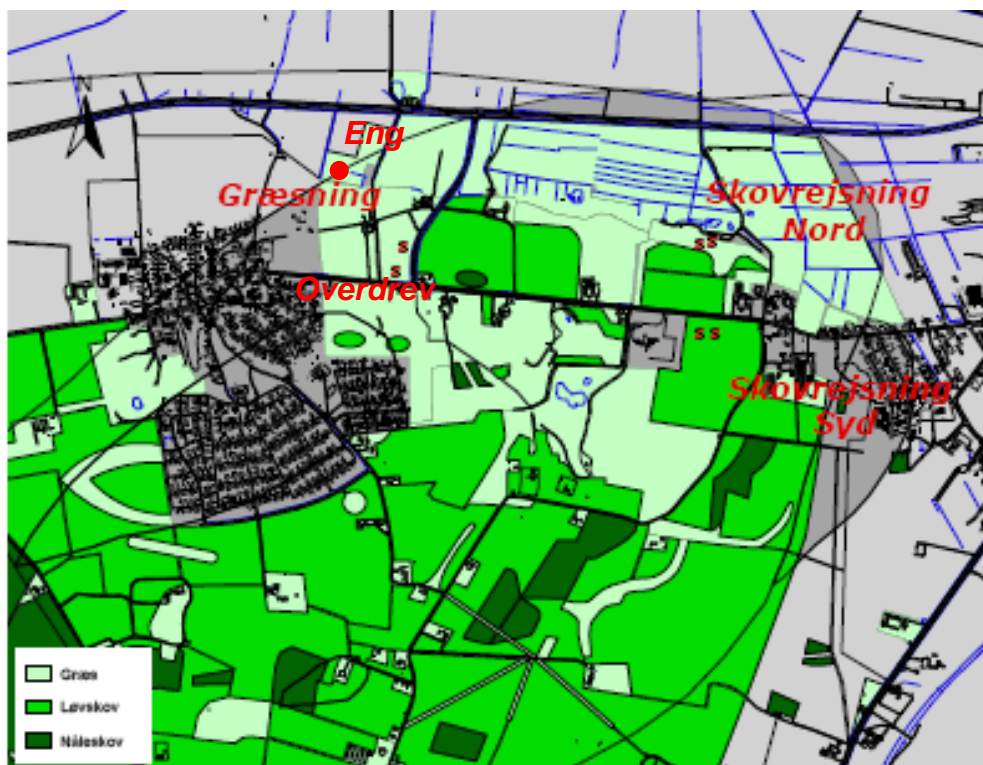 N
Eng
Græsning
Skovrejsning
Nord
s
s s
s
Overdrev
s s
Skovrejsning
Syd
Græs
Løvskov
Nåleskov